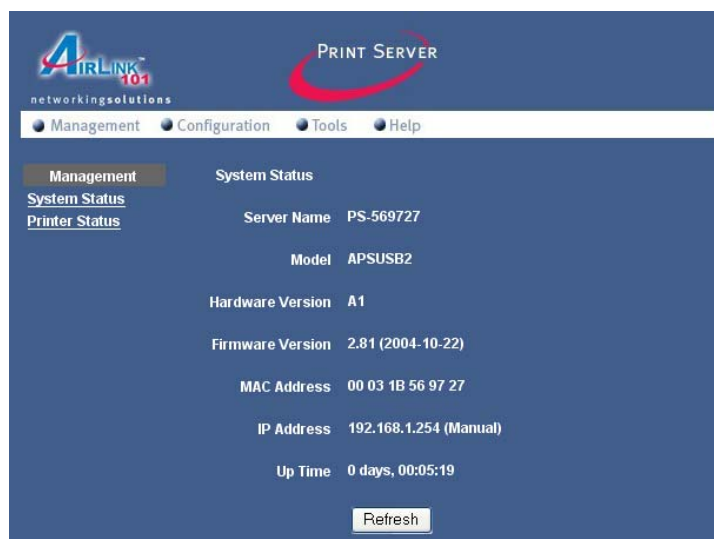 AIRLINK 101™
networkingsolutions
PRINT SERVER
Management Configuration Tools Help
Management
System Status
Printer Status
System Status
Server Name PS-569727
Model APSUSB2
Hardware Version A1
Firmware Version 2.81 (2004-10-22)
MAC Address 00 03 1B 56 97 27
IP Address 192.168.1.254 (Manual)
Up Time 0 days, 00:05:19
Refresh